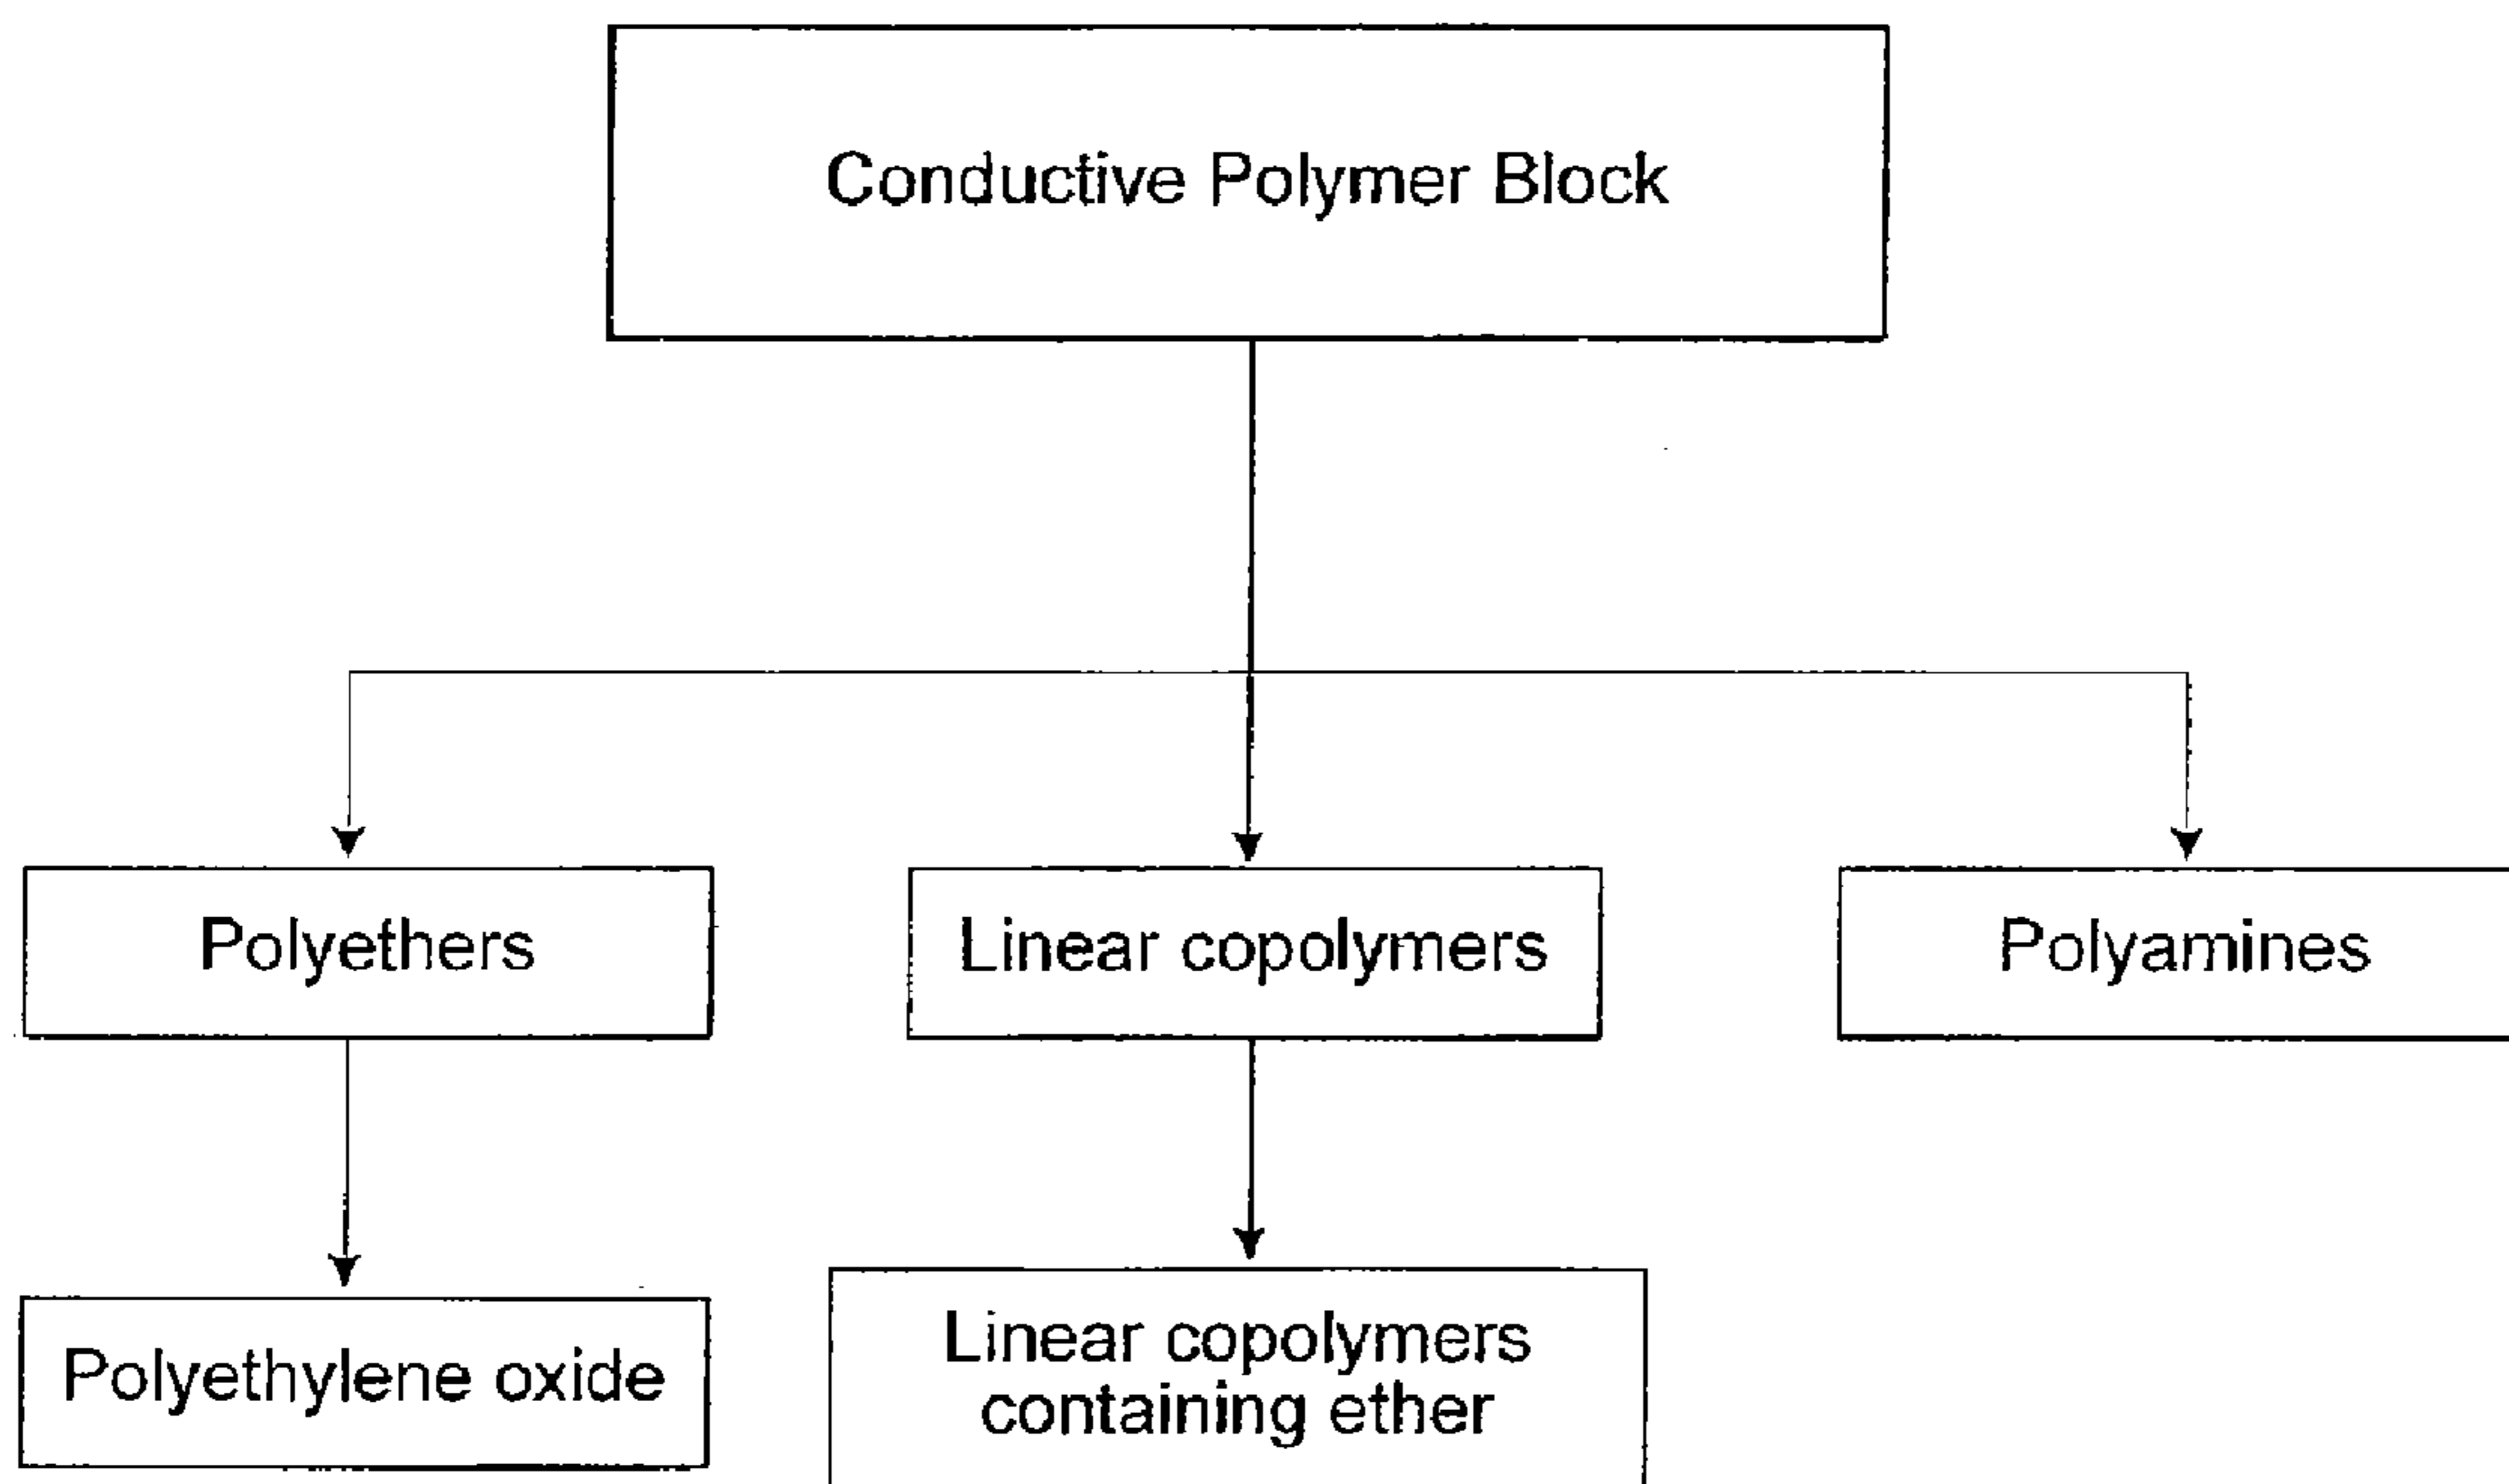 Conductive Polymer Block
Polyethers
Linear copolymers
Polyamines
Polyethylene oxide
Linear copolymers
containing ether